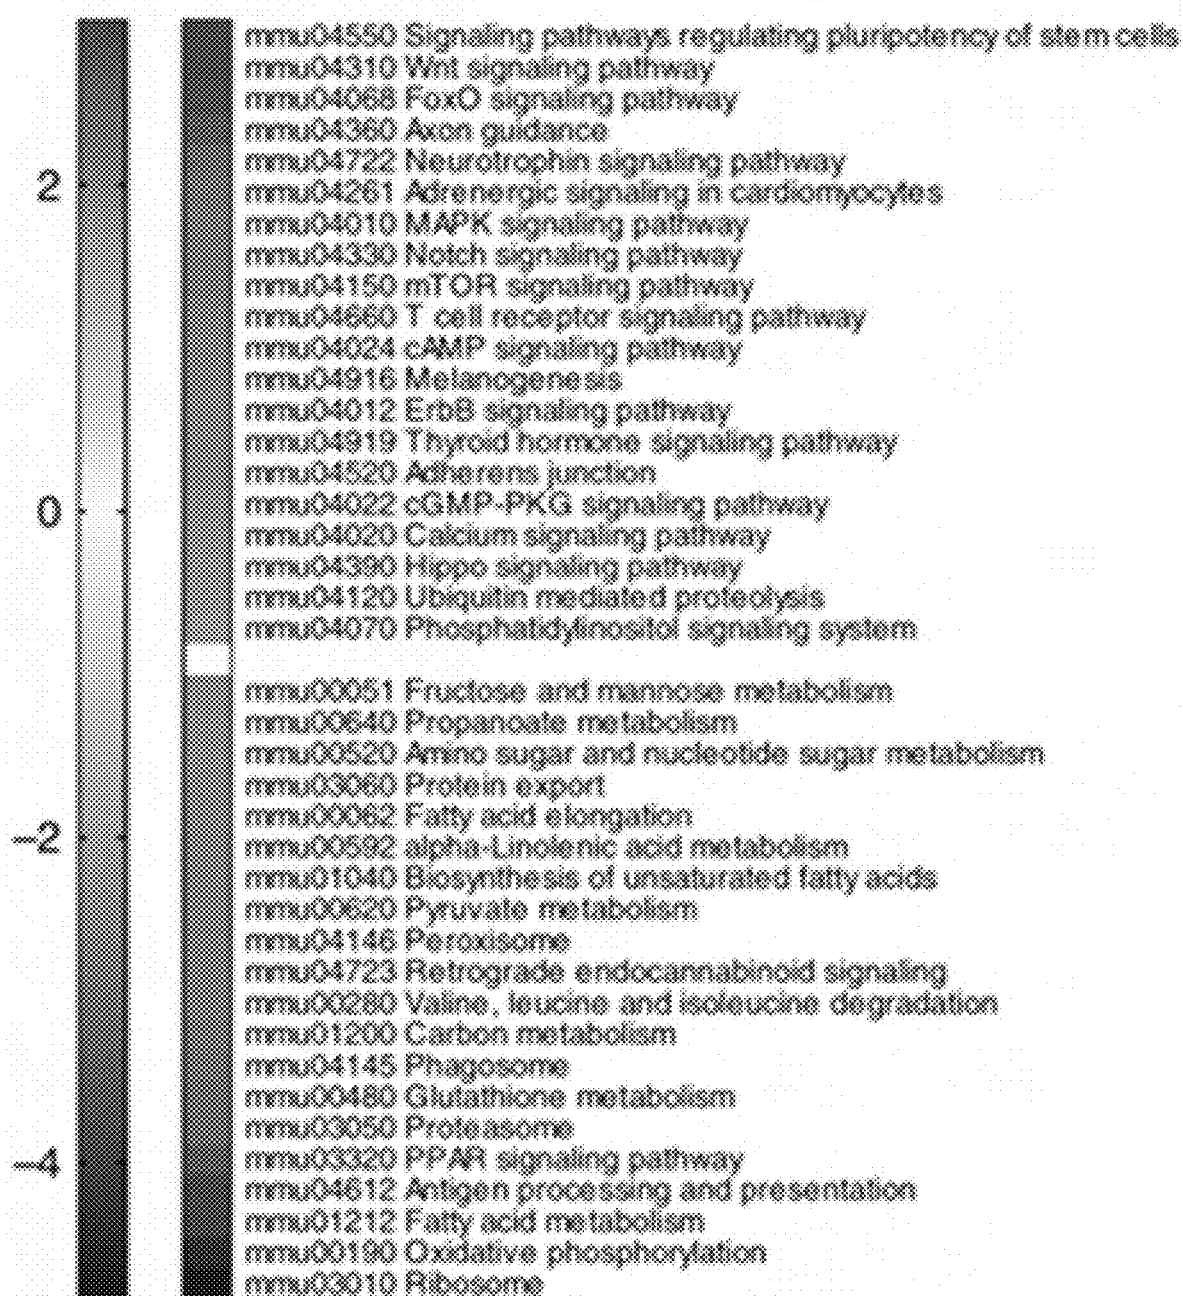 mmu04550 Signaling pathways regulating pluripotency of stem cells
mmu04310 Wnt signaling pathway
mmu04068 FoxO signaling pathway
mmu04360 Axon guidance
mmu04722 Neurotrophin signaling pathway
2
mmu04261 Adrenergic signaling in cardiomyocytes
mmu04010 MAPK signaling pathway
mmu04330 Notch signaling pathway
mmu04150 mTOR signaling pathway
mmu04660 T cell receptor signaling pathway
mmu04024 cAMP signaling pathway
mmu04916 Melanogenesis
mmu04012 ErbB signaling pathway
mmu04919 Thyroid hormone signaling pathway
mmu04520 Adherens junction
0
mmu04022 cGMP-PKG signaling pathway
mmu04020 Calcium signaling pathway
mmu04390 Hippo signaling pathway
mmu04120 Ubiquitin mediated proteolysis
mmu04070 Phosphatidylinositol signaling system
mmu00051 Fructose and mannose metabolism
mmu00640 Propanoate metabolism
mmu00520 Amino sugar and nucleotide sugar metabolism
mmu03060 Protein export
mmu00062 Fatty acid elongation
−2
mmu00592 alpha-Linolenic acid metabolism
mmu01040 Biosynthesis of unsaturated fatty acids
mmu00620 Pyruvate metabolism
mmu04146 Peroxisome
mmu04723 Retrograde endocannabinoid signaling
mmu00280 Valine, leucine and isoleucine degradation
mmu01200 Carbon metabolism
mmu04145 Phagosome
mmu00480 Glutathione metabolism
mmu03050 Proteasome
−4
mmu03320 PPAR signaling pathway
mmu04612 Antigen processing and presentation
mmu01212 Fatty acid metabolism
mmu00190 Oxidative phosphorylation
mmu03010 Ribosome